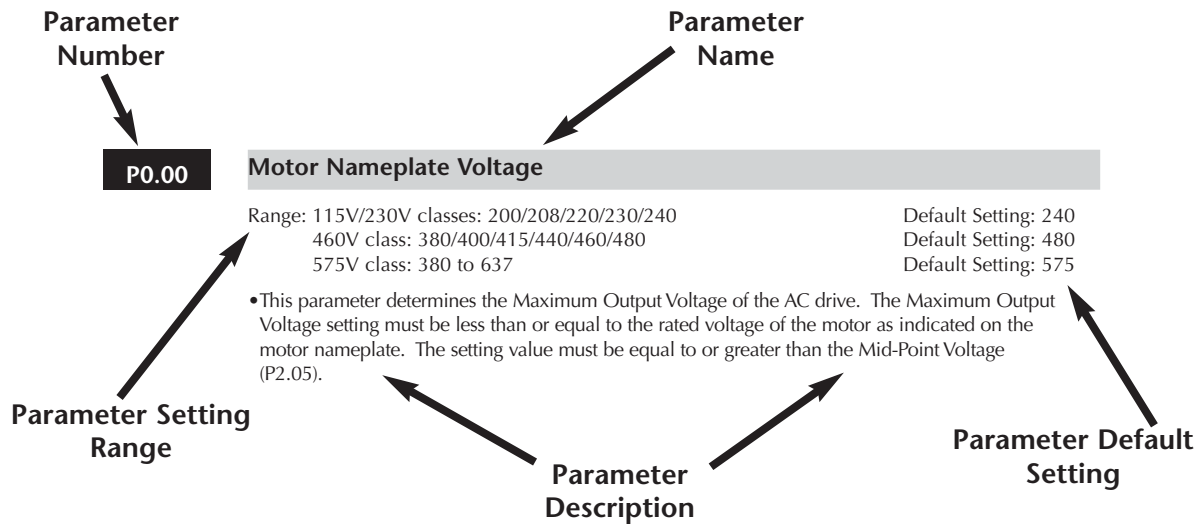 Parameter
Number
Parameter
Name
P0.00
Motor Nameplate Voltage
Range: 115V/230V classes: 200/208/220/230/240 Default Setting: 240
460V class: 380/400/415/440/460/480 Default Setting: 480
575V class: 380 to 637 Default Setting: 575
•This parameter determines the Maximum Output Voltage of the AC drive. The Maximum Output
Voltage setting must be less than or equal to the rated voltage of the motor as indicated on the
motor nameplate. The setting value must be equal to or greater than the Mid-Point Voltage
(P2.05).
Parameter Setting
Range
Parameter
Description
Parameter Default
Setting